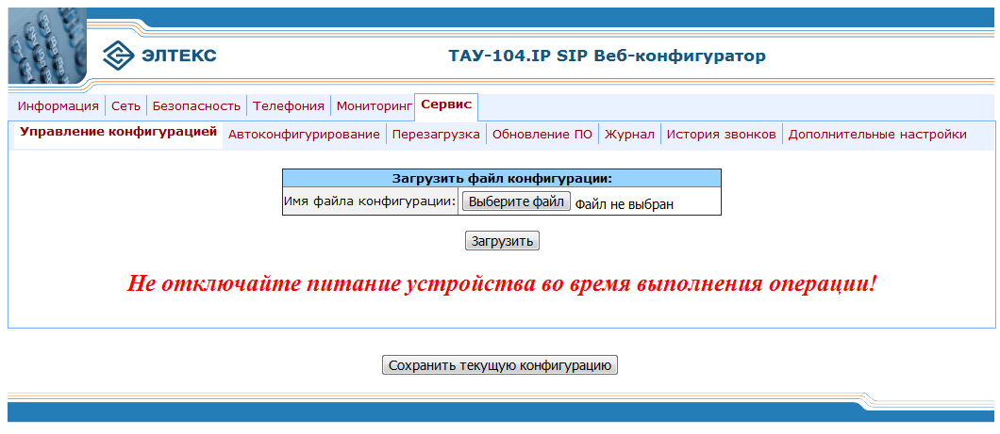 ЭЛТЕКС
ТАУ-104.IP SIP Веб-конфигуратор
Информация Сеть Безопасность Телефония Мониторинг Сервис
Управление конфигурацией Автоконфигурирование Перезагрузка Обновление ПО Журнал История звонков Дополнительные настройки
Загрузить файл конфигурации:
Имя файла конфигурации: Выберите файл Файл не выбран
Загрузить
Не отключайте питание устройства во время выполнения операции!
Сохранить текущую конфигурацию